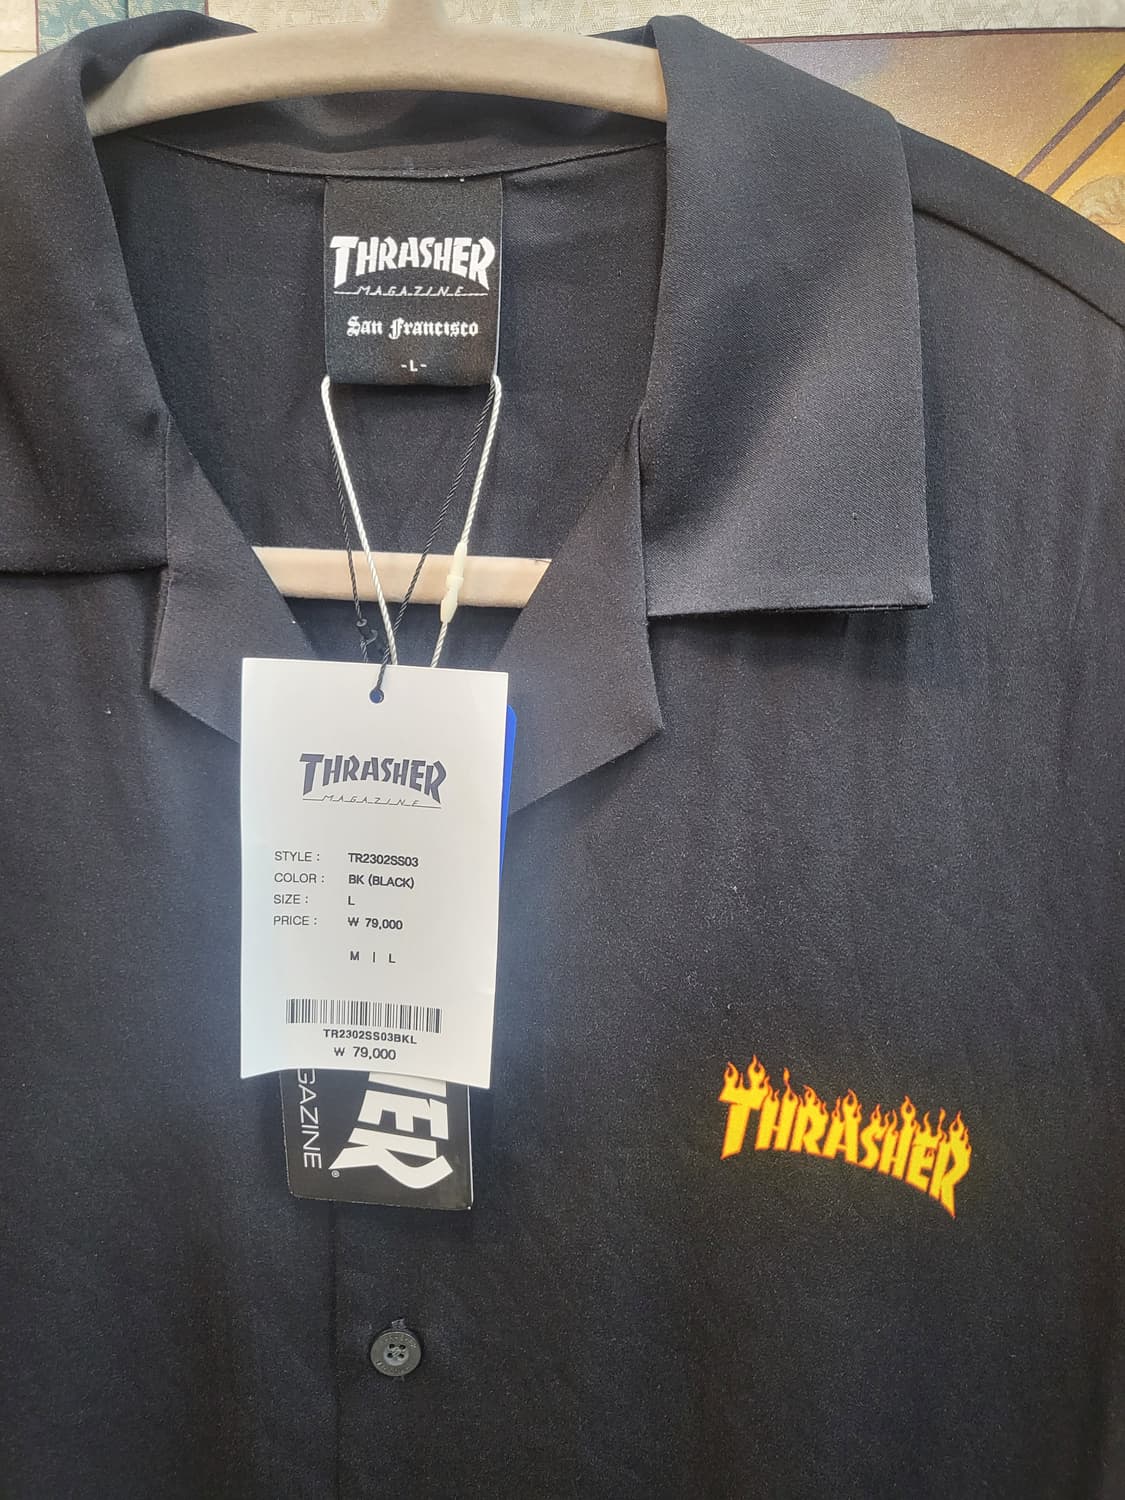 THRASHER
MAGAZINE
San Francisco
-L-
THRASHER
MAGAZINE
STYLE : TR2302SS03
COLOR : BK (BLACK)
SIZE : L
PRICE : ₩ 79,000
M | L
TR2302SS03BKL
₩ 79,000
GAZINE
HER®
THRASHER